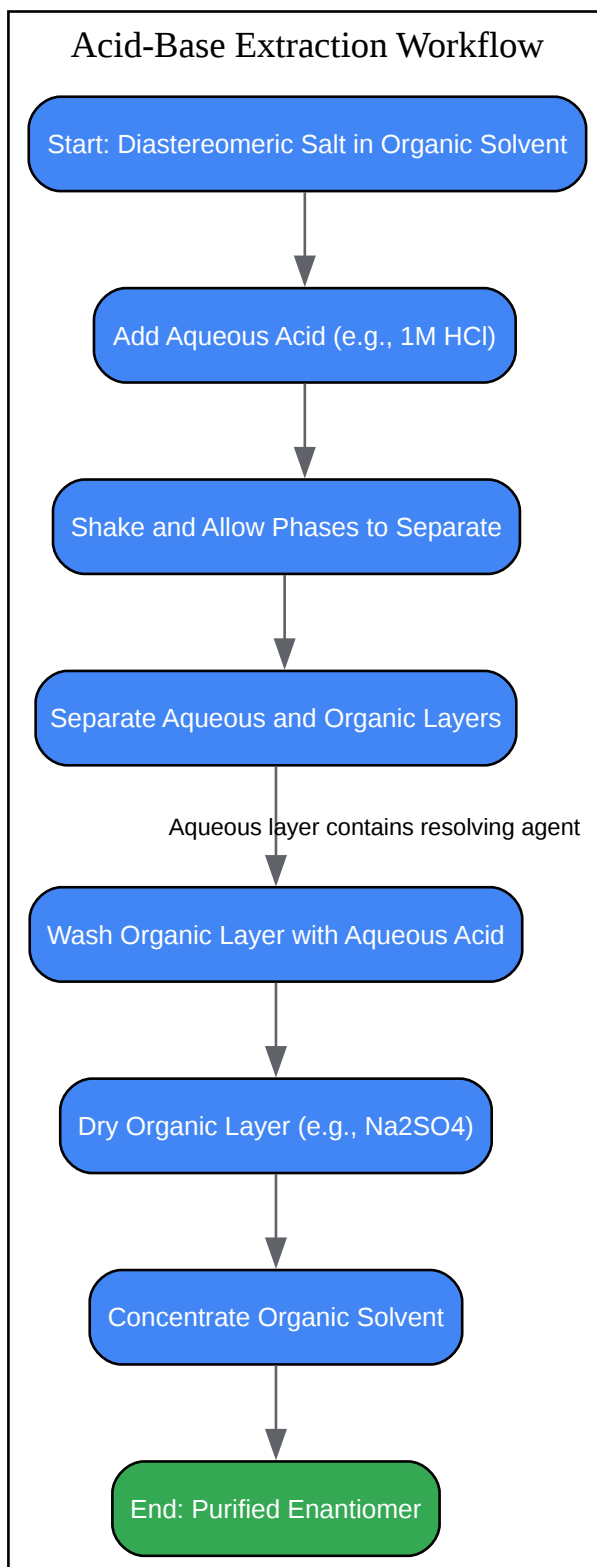 Acid-Base Extraction Workflow
Start: Diastereomeric Salt in Organic Solvent
Add Aqueous Acid (e.g., 1M HCl)
Shake and Allow Phases to Separate
Separate Aqueous and Organic Layers
Aqueous layer contains resolving agent
Wash Organic Layer with Aqueous Acid
Dry Organic Layer (e.g., Na2SO4)
Concentrate Organic Solvent
End: Purified Enantiomer